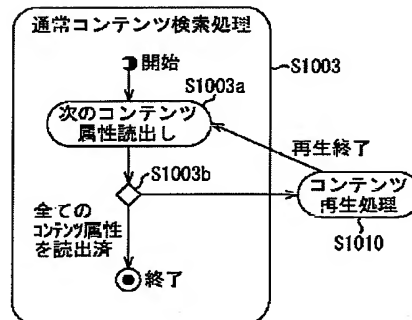 通常コンテンツ検索処理
開始
S1003
S1003a
次のコンテンツ
属性読出し
再生終了
S1003b
コンテンツ
再生処理
全ての
コンテンツ属性
を読出済
S1010
終了